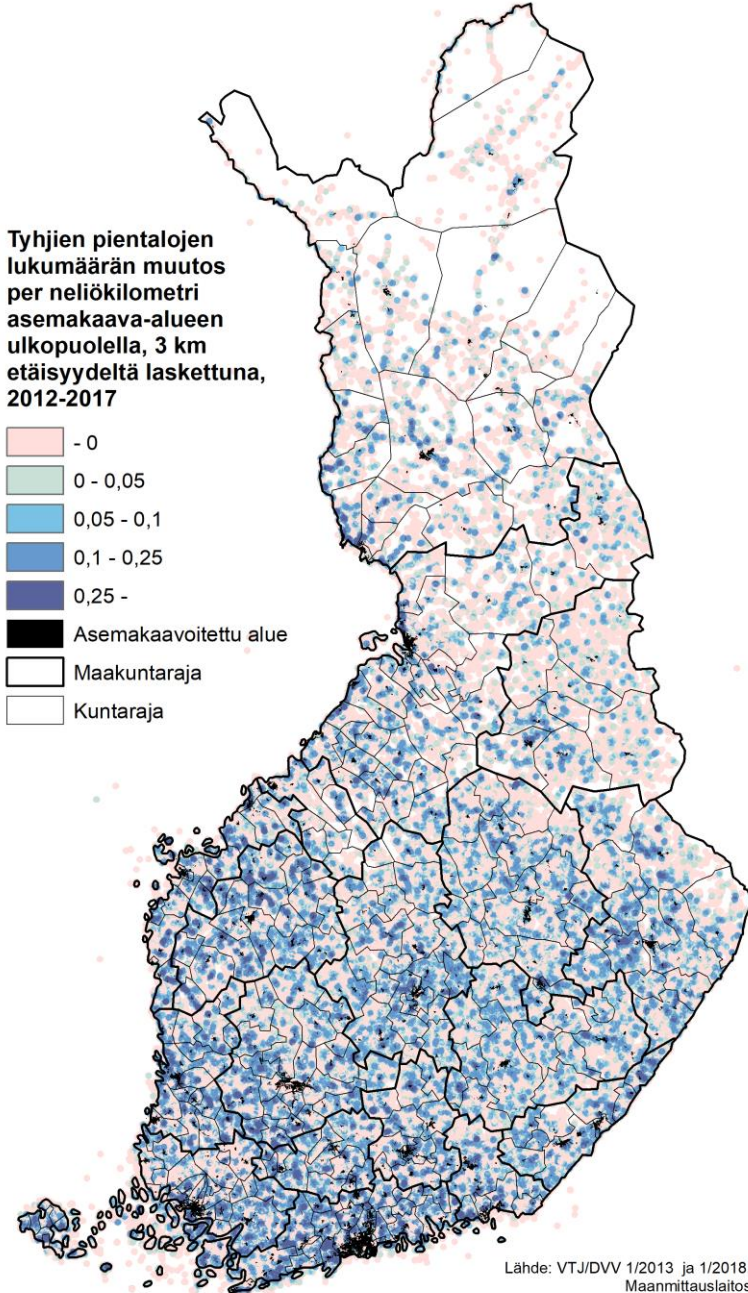 Tyhjien pientalojen
lukumäärän muutos
per neliökilometri
asemakaava-alueen
ulkopuolella, 3 km
etäisyydeltä laskettuna,
2012-2017
- 0
0 - 0,05
0,05 - 0,1
0,1 - 0,25
0,25 -
Asemakaavoitettu alue
Maakuntaraja
Kuntaraja
Lähde: VTJ/DVV 1/2013 ja 1/2018
Maanmittauslaitos